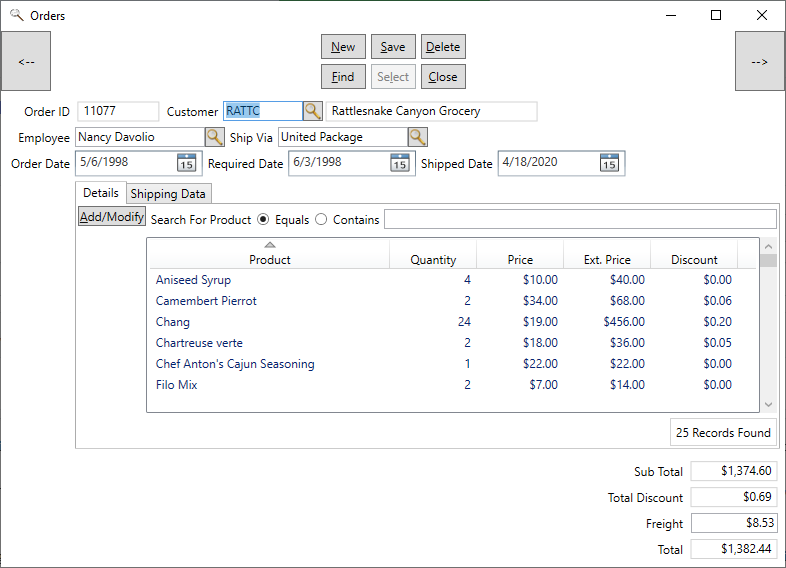 Orders
<-- New Save Delete -->
Find Select Close
Order ID 11077 Customer RATTC Rattlesnake Canyon Grocery
Employee Nancy Davolio Ship Via United Package
Order Date 5/6/1998 15 Required Date 6/3/1998 15 Shipped Date 4/18/2020 15
Details Shipping Data
Add/Modify Search For Product Equals Contains
Product Quantity Price Ext. Price Discount
Aniseed Syrup 4 $10.00 $40.00 $0.00
Camembert Pierrot 2 $34.00 $68.00 $0.06
Chang 24 $19.00 $456.00 $0.20
Chartreuse verte 2 $18.00 $36.00 $0.05
Chef Anton's Cajun Seasoning 1 $22.00 $22.00 $0.00
Filo Mix 2 $7.00 $14.00 $0.00
25 Records Found
Sub Total $1,374.60
Total Discount $0.69
Freight $8.53
Total $1,382.44